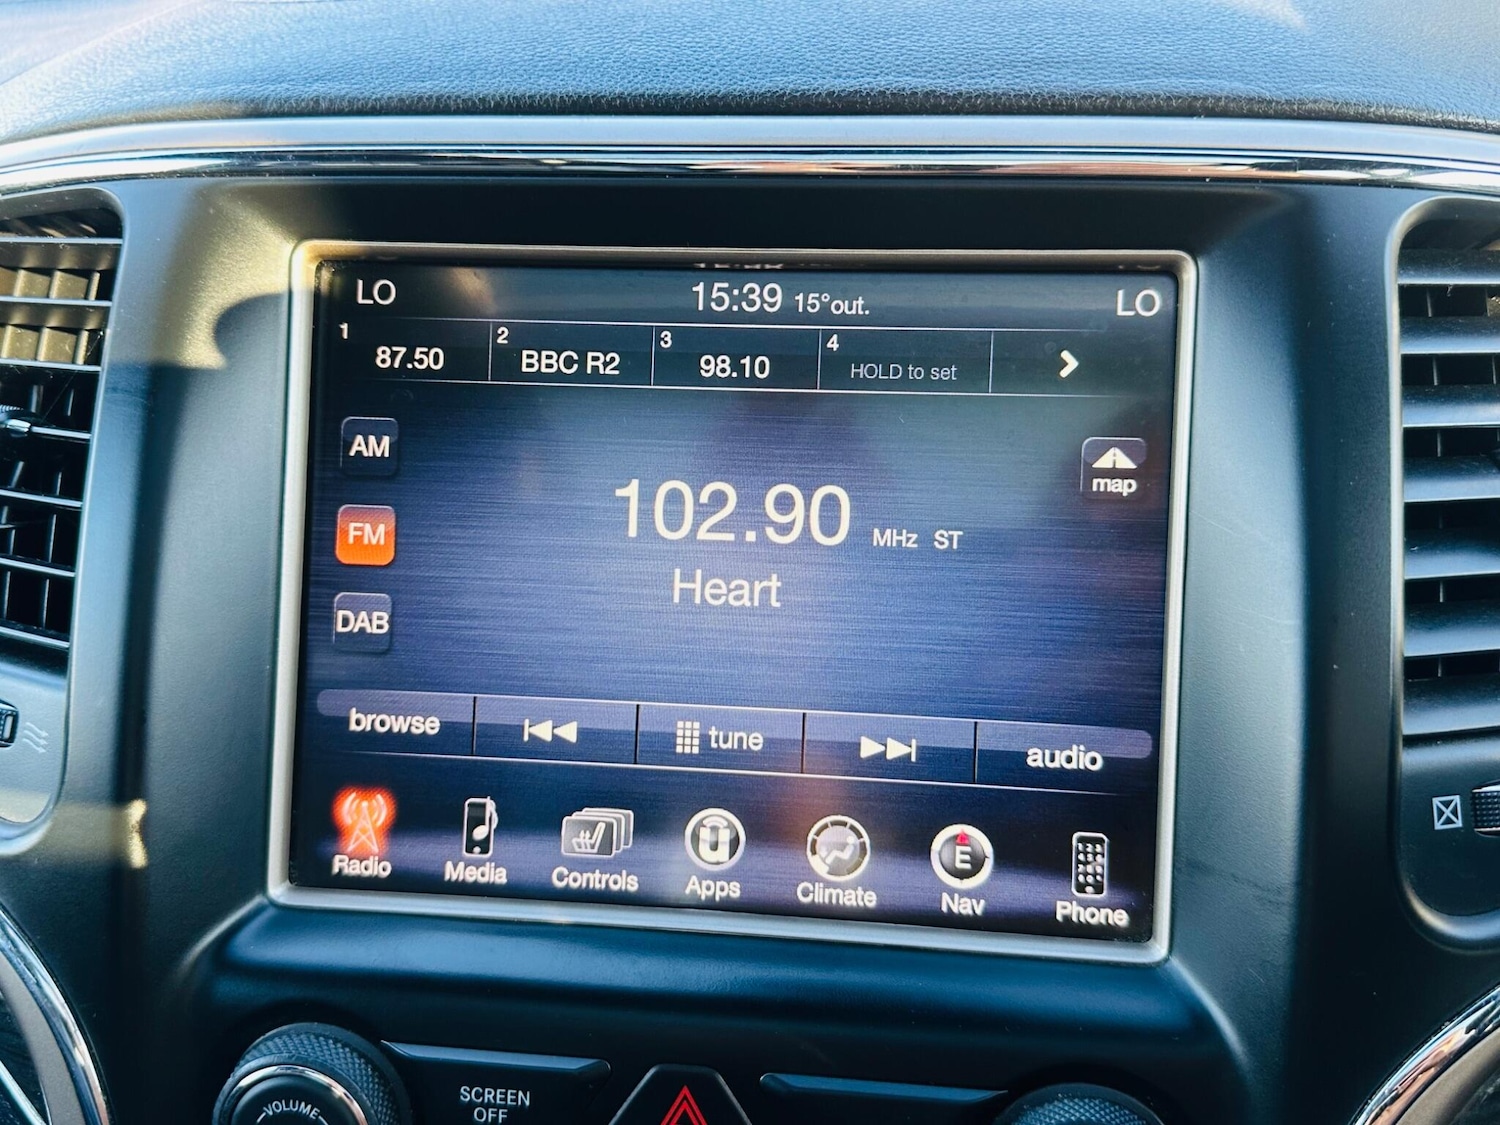 LO 15:39 15°out. LO
1 87.50 2 BBC R2 3 98.10 4 HOLD to set
AM
map
102.90 MHz ST
FM
Heart
DAB
browse tune audio
E
Radio Media Controls Apps Climate Nav Phone
VOLUME
SCREEN
OFF